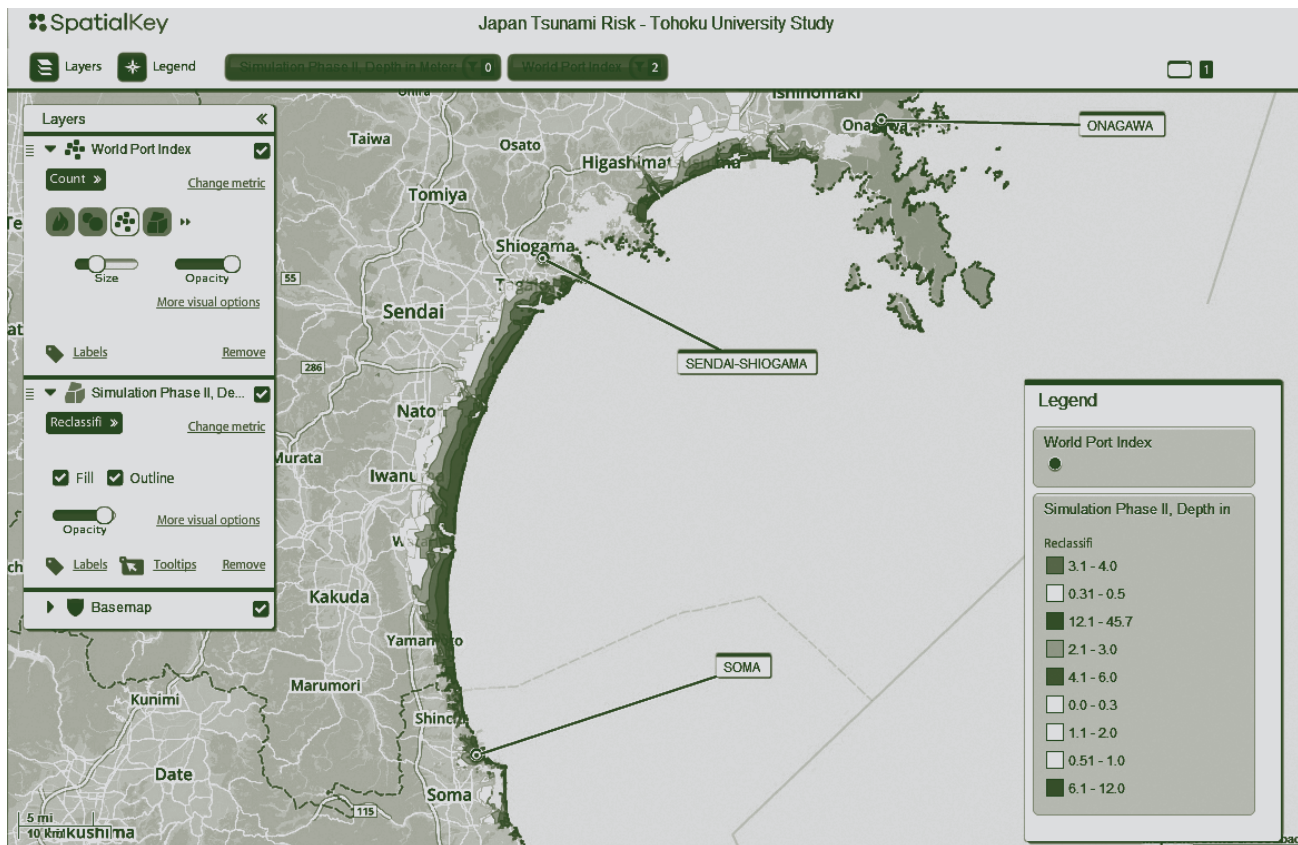 SpatialKey
Japan Tsunami Risk - Tohoku University Study
Layers
Legend
Simulation Phase II, Depth in Meters 0
World Port Index 2
1
Layers
World Port Index
Count »
Change metric
Size
Opacity
More visual options
Labels
Remove
Simulation Phase II, De...
Reclassifi »
Change metric
Fill
Outline
Opacity
More visual options
Labels
Tooltips
Remove
Basemap
5 mi
Ishinomaki
Taiwa
Osato
Onagawa
ONAGAWA
Tomiya
Shiogama
55
Sendai
SENDAI-SHIOGAMA
286
Nato
Murata
Kakuda
SOMA
Marumori
Kunimi
Date
Soma
115
Legend
World Port Index
Simulation Phase II, Depth in
Reclassifi
3.1 - 4.0
0.31 - 0.5
12.1 - 45.7
2.1 - 3.0
4.1 - 6.0
0.0 - 0.3
1.1 - 2.0
0.51 - 1.0
6.1 - 12.0